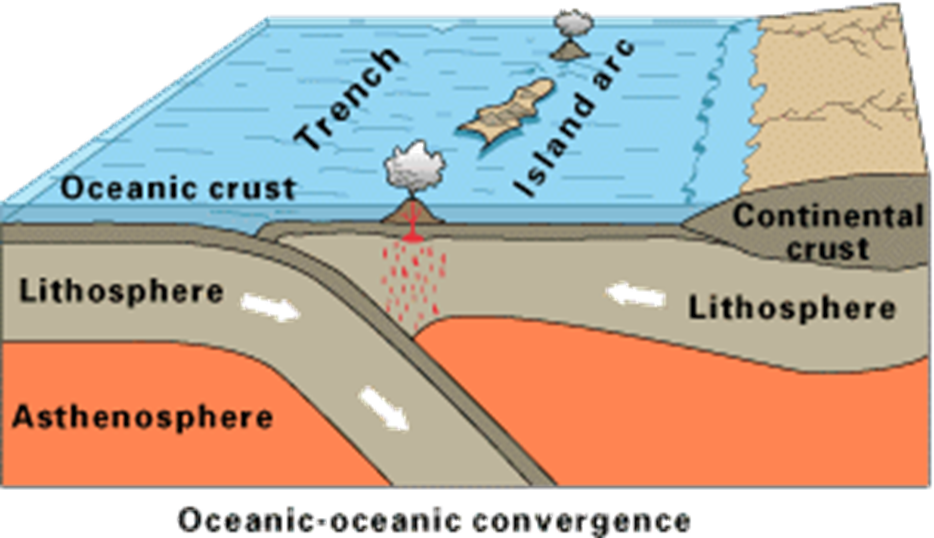 Trench
Island arc
Oceanic crust
Continental
crust
Lithosphere
Lithosphere
Asthenosphere
Oceanic-oceanic convergence